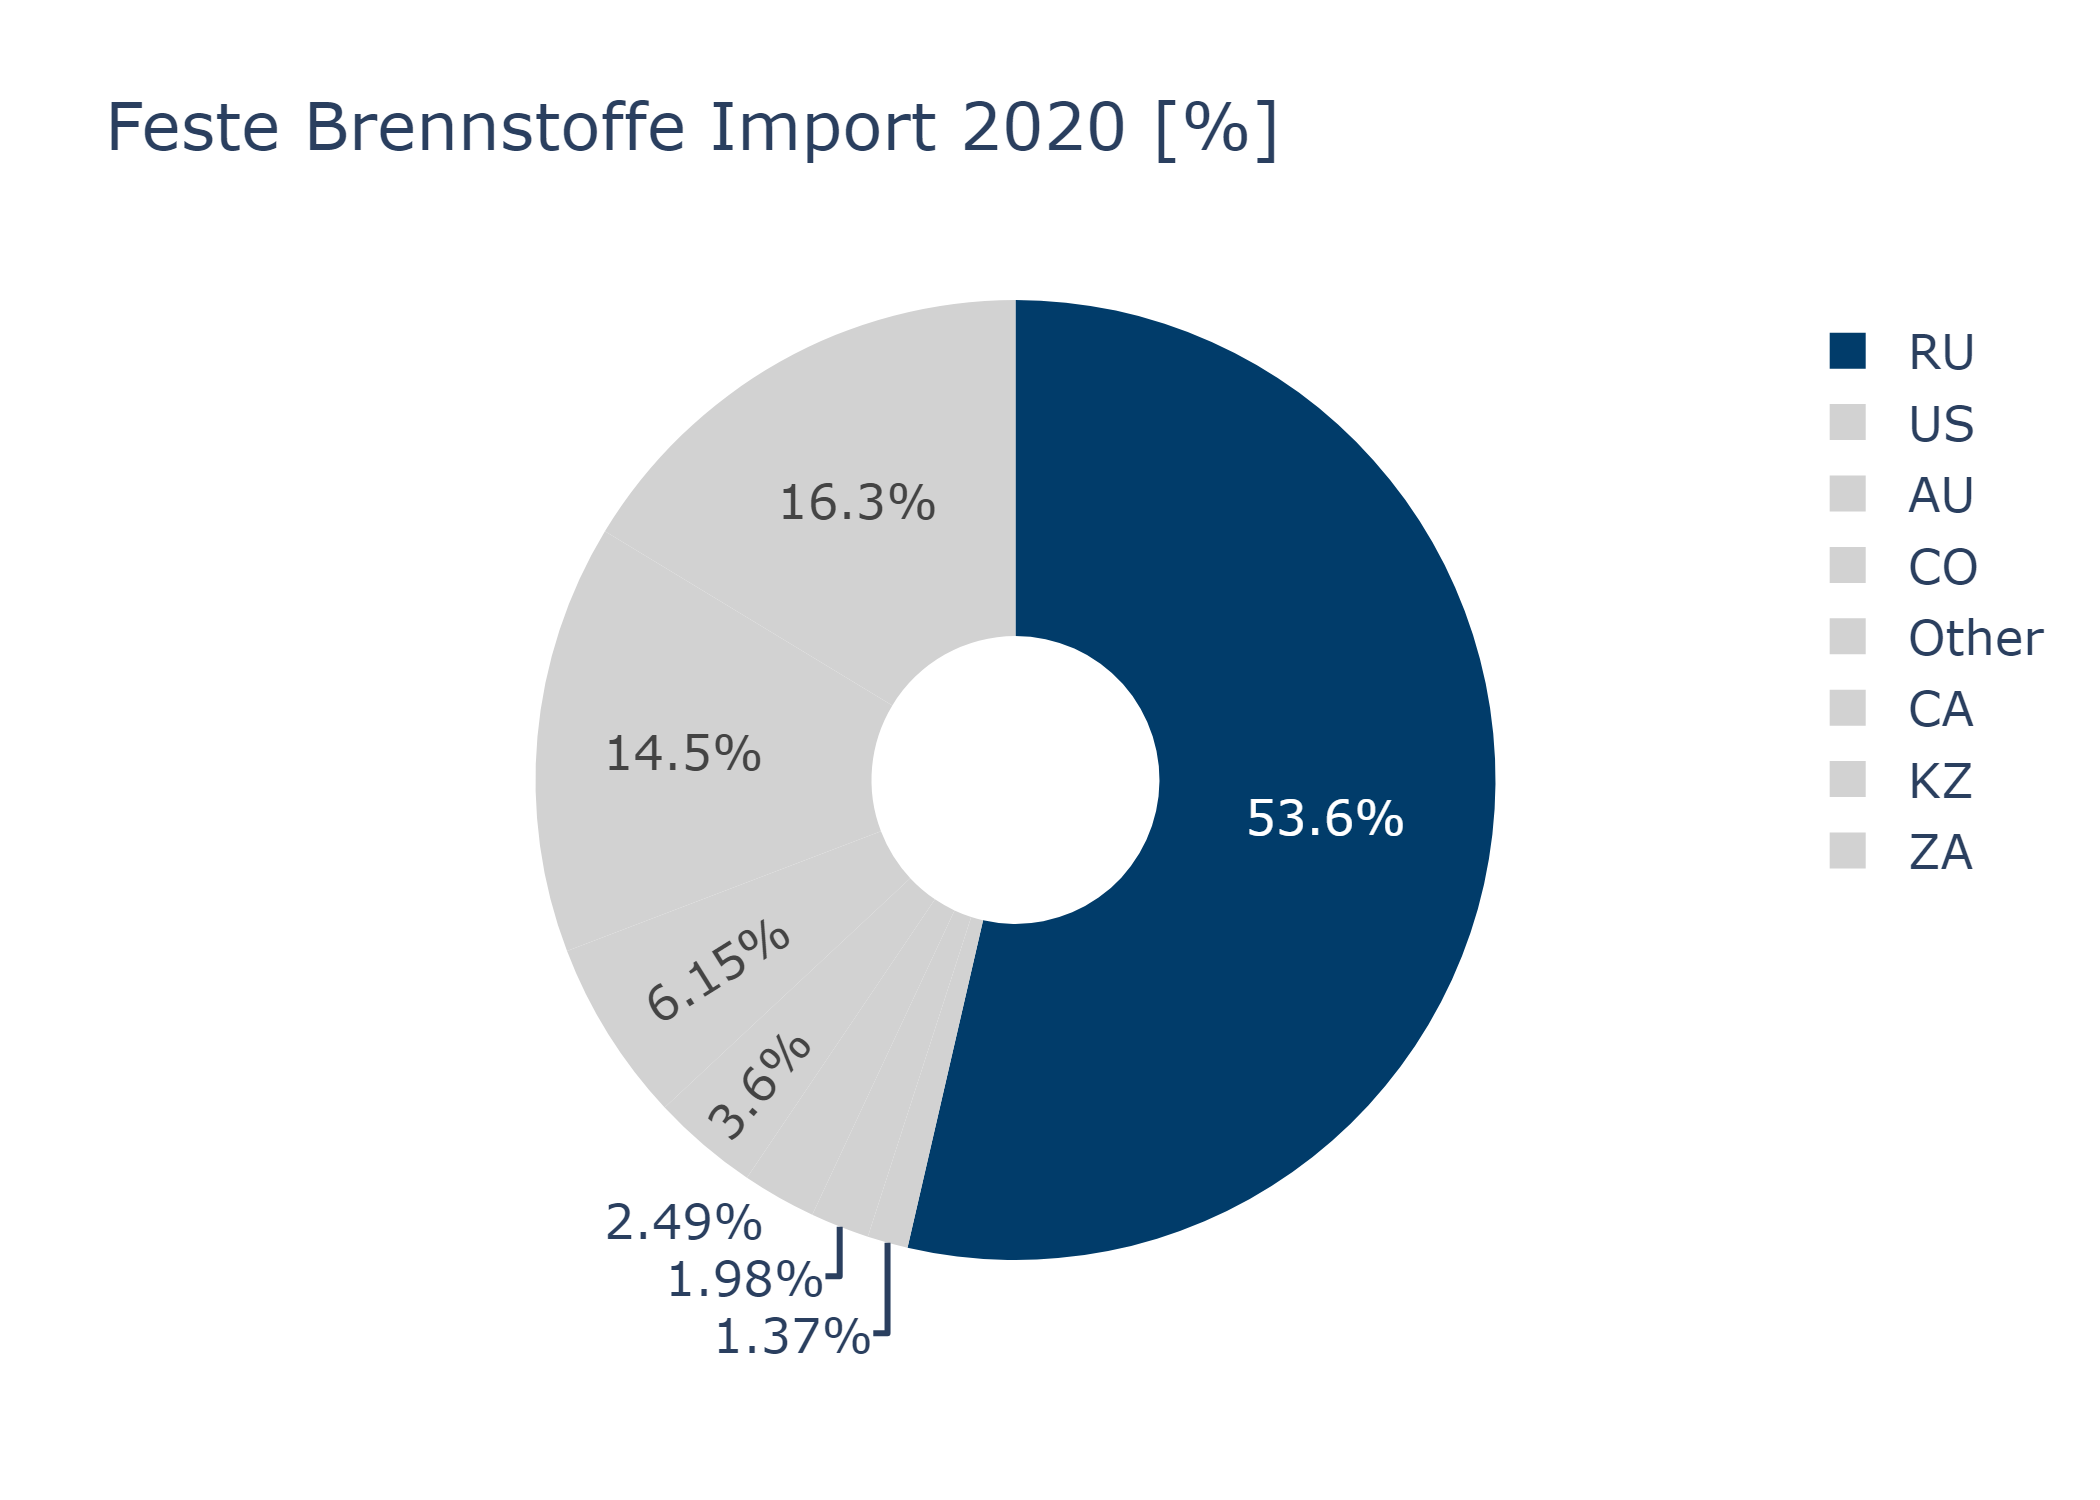 Feste Brennstoffe Import 2020 [%]
16.3%
14.5%
53.6%
6.15%
3.6%
2.49%
1.98%
1.37%
RU
US
AU
CO
Other
CA
KZ
ZA